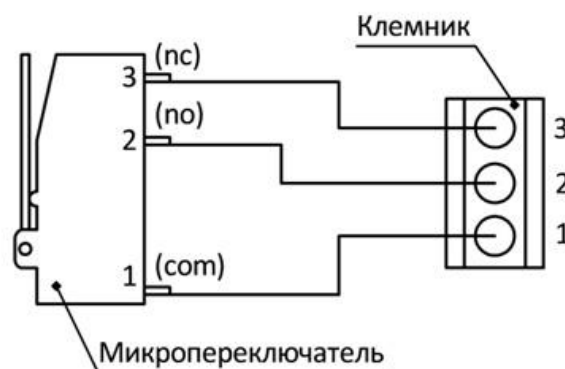 Клемник
3 (nc)
2 (no)
1 (com)
3
2
1
Микропереключатель